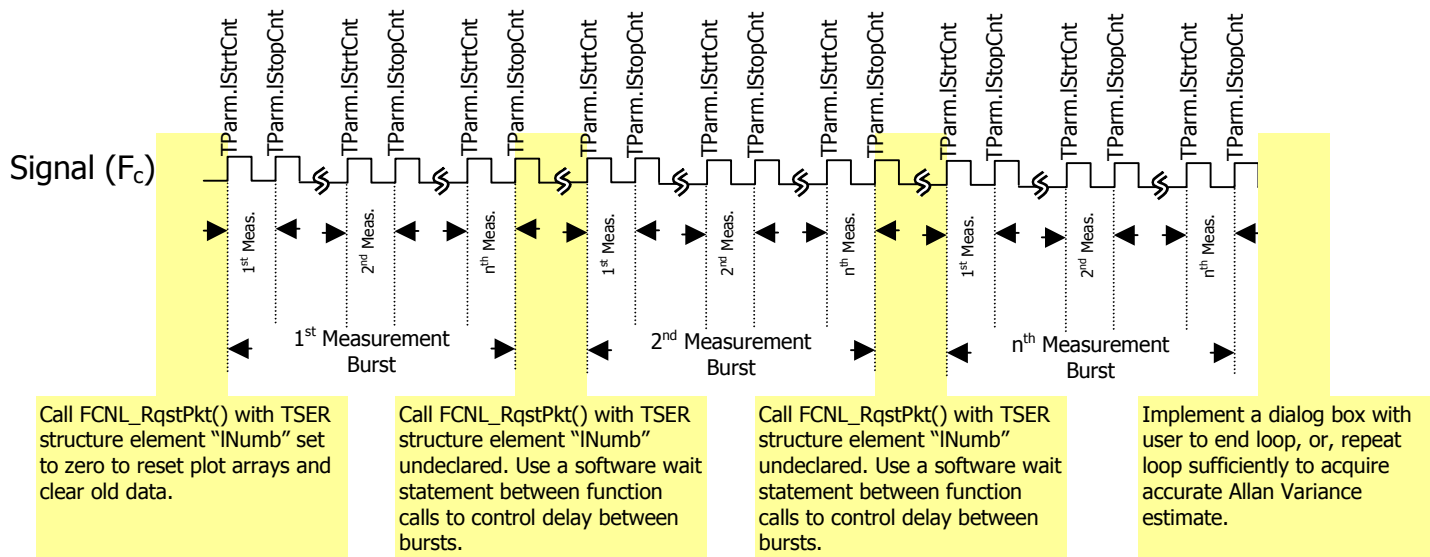 TParm.lStrtCnt
TParm.lStopCnt
TParm.lStrtCnt
TParm.lStopCnt
TParm.lStrtCnt
TParm.lStopCnt
TParm.lStrtCnt
TParm.lStopCnt
TParm.lStrtCnt
TParm.lStopCnt
TParm.lStrtCnt
TParm.lStopCnt
TParm.lStrtCnt
TParm.lStopCnt
TParm.lStrtCnt
TParm.lStopCnt
TParm.lStrtCnt
TParm.lStopCnt
Signal (Fc)
1st Meas.
2nd Meas.
nth Meas.
1st Meas.
2nd Meas.
nth Meas.
1st Meas.
2nd Meas.
nth Meas.
1st Measurement
Burst
2nd Measurement
Burst
nth Measurement
Burst
Call FCNL_RqstPkt() with TSER
structure element “lNumb” set
to zero to reset plot arrays and
clear old data.
Call FCNL_RqstPkt() with TSER
structure element “lNumb”
undeclared. Use a software wait
statement between function
calls to control delay between
bursts.
Call FCNL_RqstPkt() with TSER
structure element “lNumb”
undeclared. Use a software wait
statement between function
calls to control delay between
bursts.
Implement a dialog box with
user to end loop, or, repeat
loop sufficiently to acquire
accurate Allan Variance
estimate.